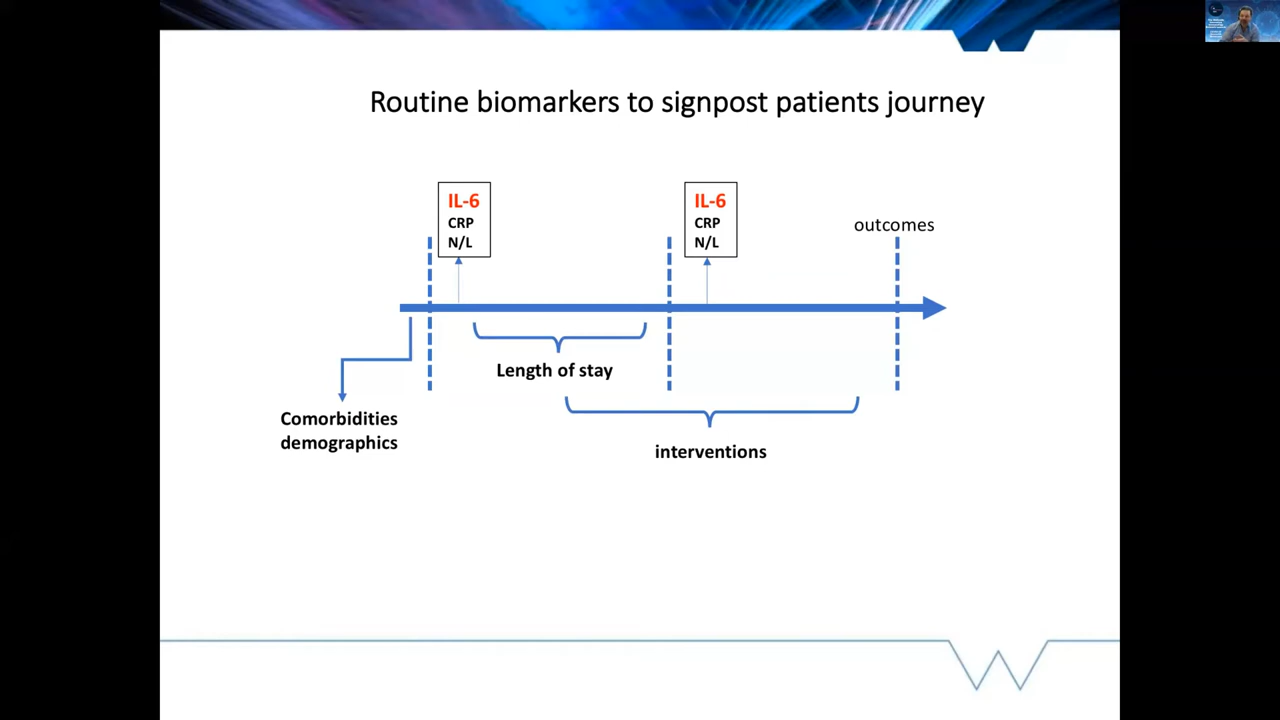 Routine biomarkers to signpost patients journey
IL-6
CRP
N/L
IL-6
CRP
N/L
outcomes
Length of stay
Comorbidities
demographics
interventions